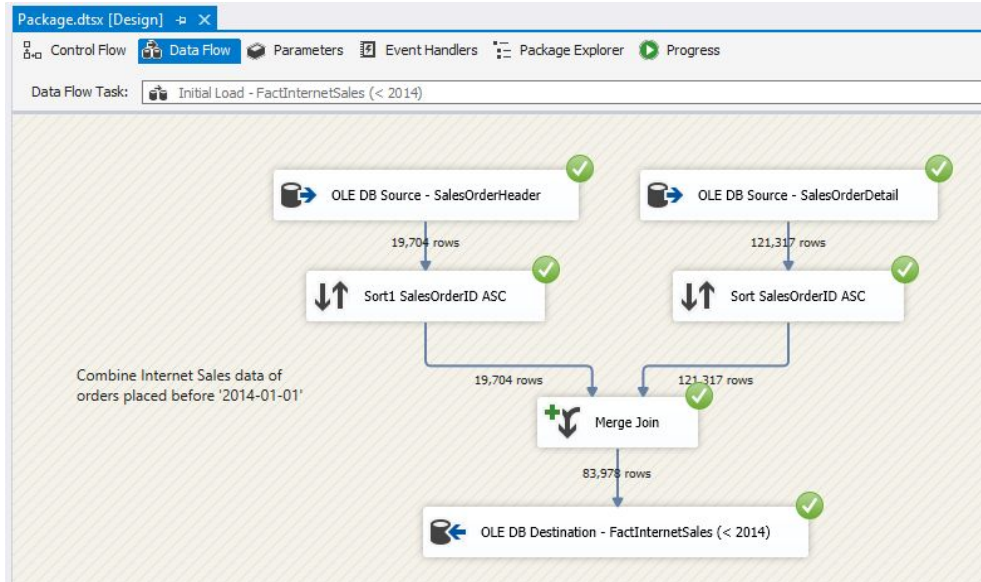 Package.dtsx [Design]
Control Flow Data Flow Parameters Event Handlers Package Explorer Progress
Data Flow Task: Initial Load - FactInternetSales (< 2014)
OLE DB Source - SalesOrderHeader
OLE DB Source - SalesOrderDetail
19,704 rows
121,317 rows
Sort1 SalesOrderID ASC
Sort SalesOrderID ASC
Combine Internet Sales data of
orders placed before '2014-01-01'
19,704 rows
121,317 rows
Merge Join
83,978 rows
OLE DB Destination - FactInternetSales (< 2014)